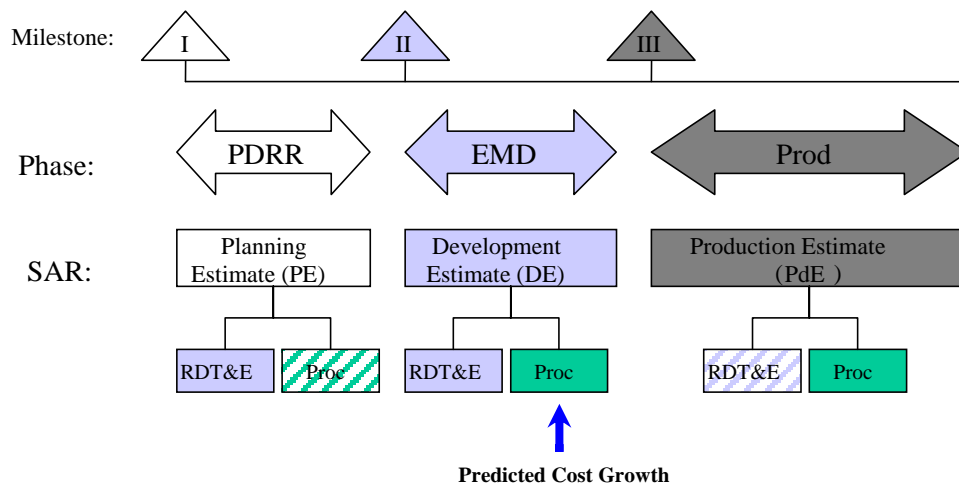 Milestone:
I
II
III
Phase:
PDRR
EMD
Prod
SAR:
Planning
Estimate (PE)
Development
Estimate (DE)
Production Estimate
(PdE )
RDT&E
Proc
RDT&E
Proc
RDT&E
Proc
Predicted Cost Growth